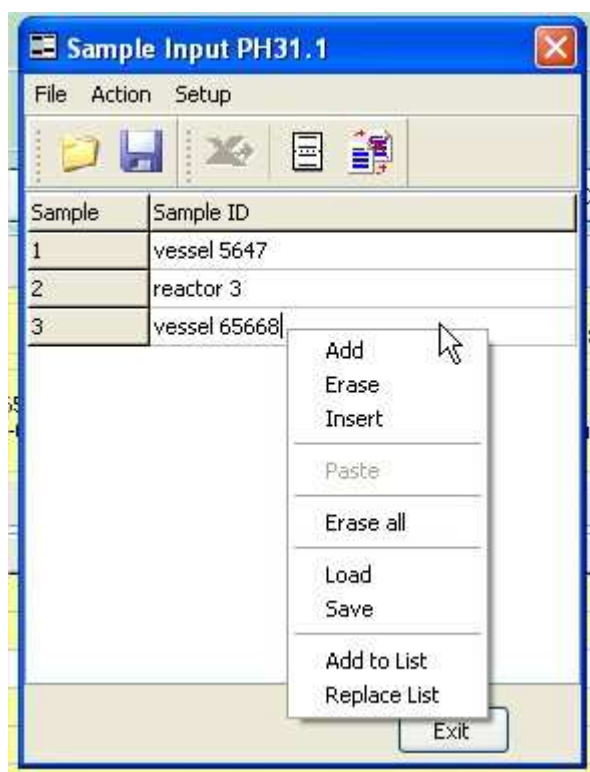 Sample Input PH31.1
File Action Setup
Sample Sample ID
1 vessel 5647
2 reactor 3
3 vessel 65668
Add
Erase
Insert
Paste
Erase all
Load
Save
Add to List
Replace List
Exit